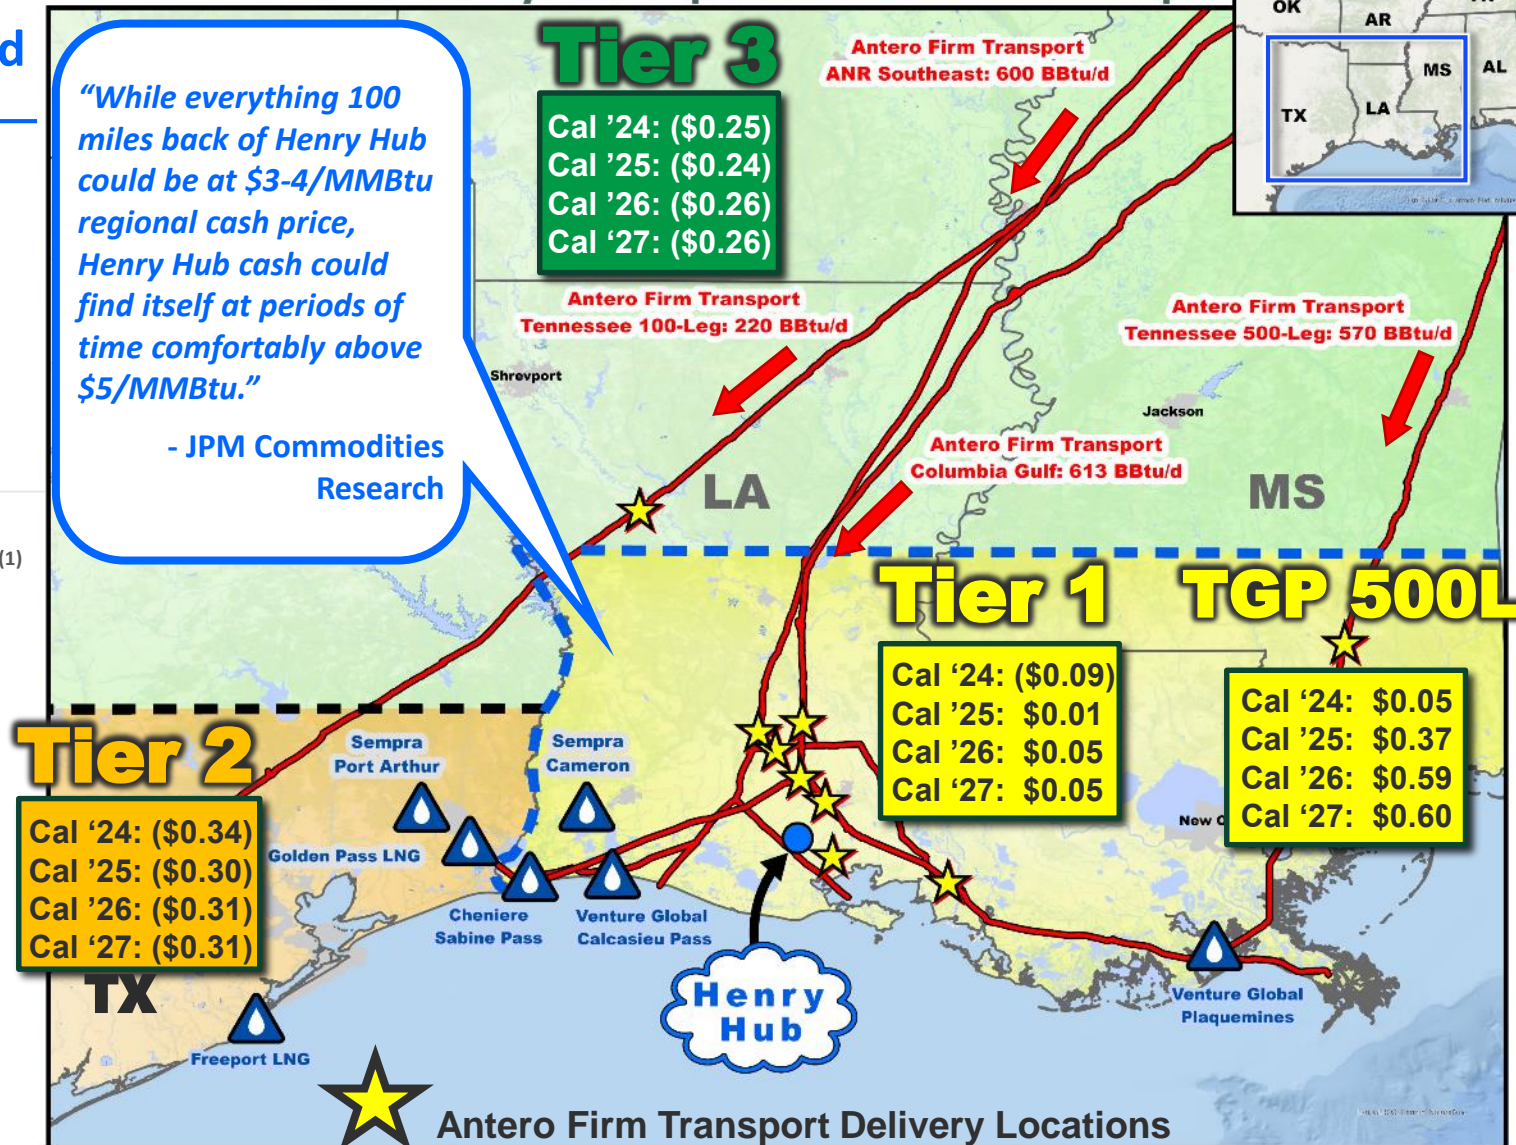 d
“While everything 100
miles back of Henry Hub
could be at $3-4/MMBtu
regional cash price,
Henry Hub cash could
find itself at periods of
time comfortably above
$5/MMBtu.”
- JPM Commodities
Research
(1)
Tier 3
Cal ’24: ($0.25)
Cal ’25: ($0.24)
Cal ’26: ($0.26)
Cal ’27: ($0.26)
Antero Firm Transport
ANR Southeast: 600 BBtu/d
OK
AR
MS
AL
TX
LA
Antero Firm Transport
Tennessee 100-Leg: 220 BBtu/d
Antero Firm Transport
Tennessee 500-Leg: 570 BBtu/d
Shrevport
Jackson
Antero Firm Transport
Columbia Gulf: 613 BBtu/d
LA
MS
Tier 1
Cal ’24: ($0.09)
Cal ’25: $0.01
Cal ’26: $0.05
Cal ’27: $0.05
TGP 500L
Cal ’24: $0.05
Cal ’25: $0.37
Cal ’26: $0.59
Cal ’27: $0.60
Tier 2
Cal ’24: ($0.34)
Cal ’25: ($0.30)
Cal ’26: ($0.31)
Cal ’27: ($0.31)
Sempra
Port Arthur
Sempra
Cameron
Golden Pass LNG
New
Cheniere
Sabine Pass
Venture Global
Calcasieu Pass
TX
Henry
Hub
Venture Global
Plaquemines
Freeport LNG
Antero Firm Transport Delivery Locations